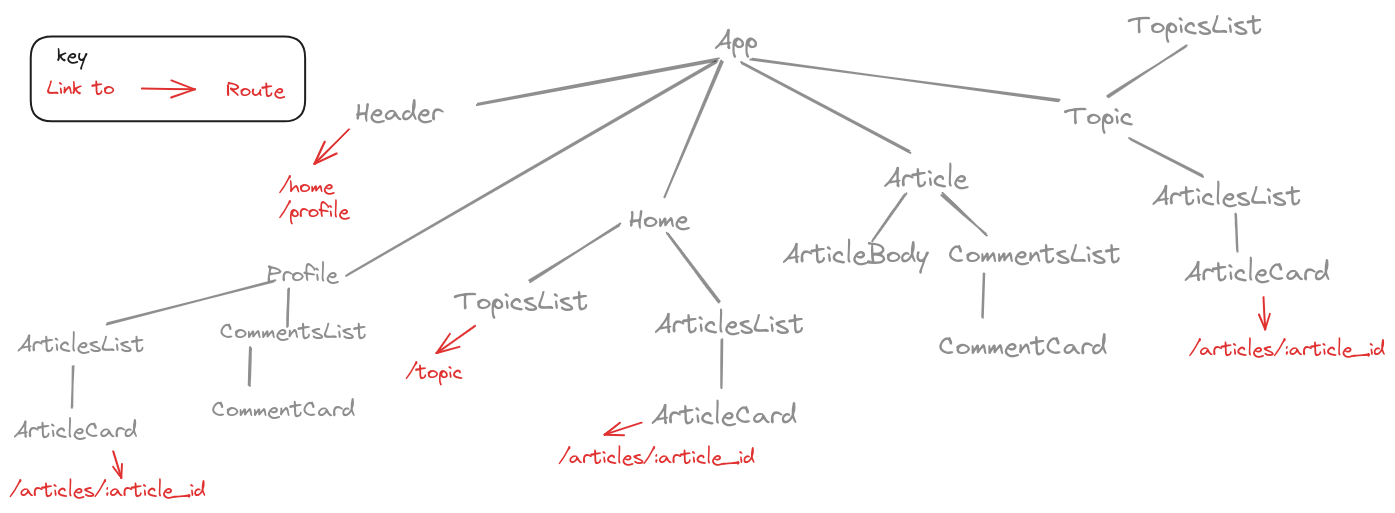 key
Link to
Route
App
TopicsList
Header
Topic
/home
/profile
Article
ArticlesList
Home
ArticleBody
CommentsList
Profile
ArticleCard
TopicsList
ArticlesList
ArticlesList
CommentsList
CommentCard
/articles/:article_id
/topic
ArticleCard
CommentCard
ArticleCard
/articles/:article_id
/articles/:article_id